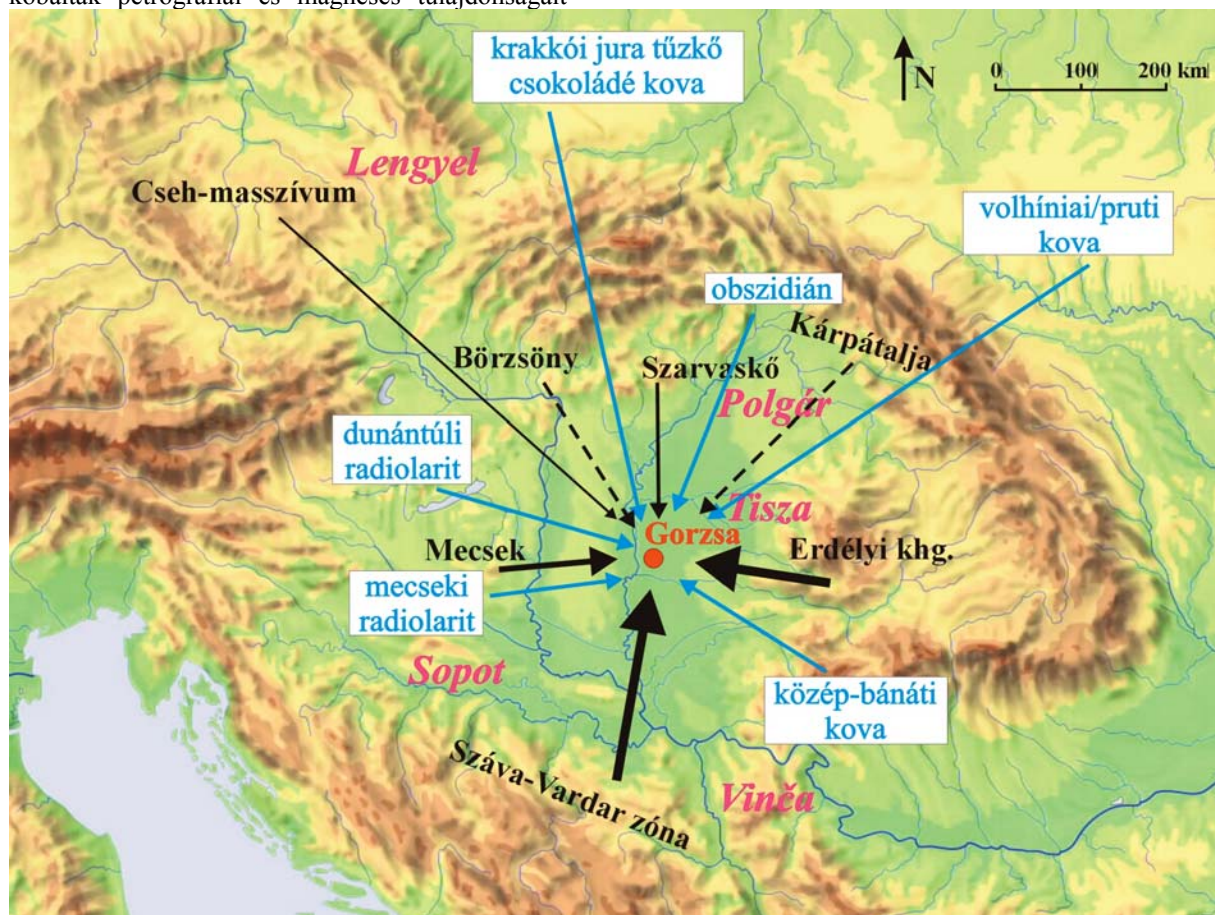 kőbalták petrográfiai és mágneses tulajdonságait
krakkói jura tűzkő
csokoládé kova
N
0 100 200 km
Lengyel
Cseh-masszívum
volhíniai/pruti
kova
obszidián
Kárpátalja
Börzsöny
Szarvaskő
Polgár
dunántúli
radiolarit
Tisza
Gorzsa
Mecsek
Erdélyi khg.
mecseki
radiolarit
Sopot
közép-bánáti
kova
Száva-Vardar zóna
Vinča